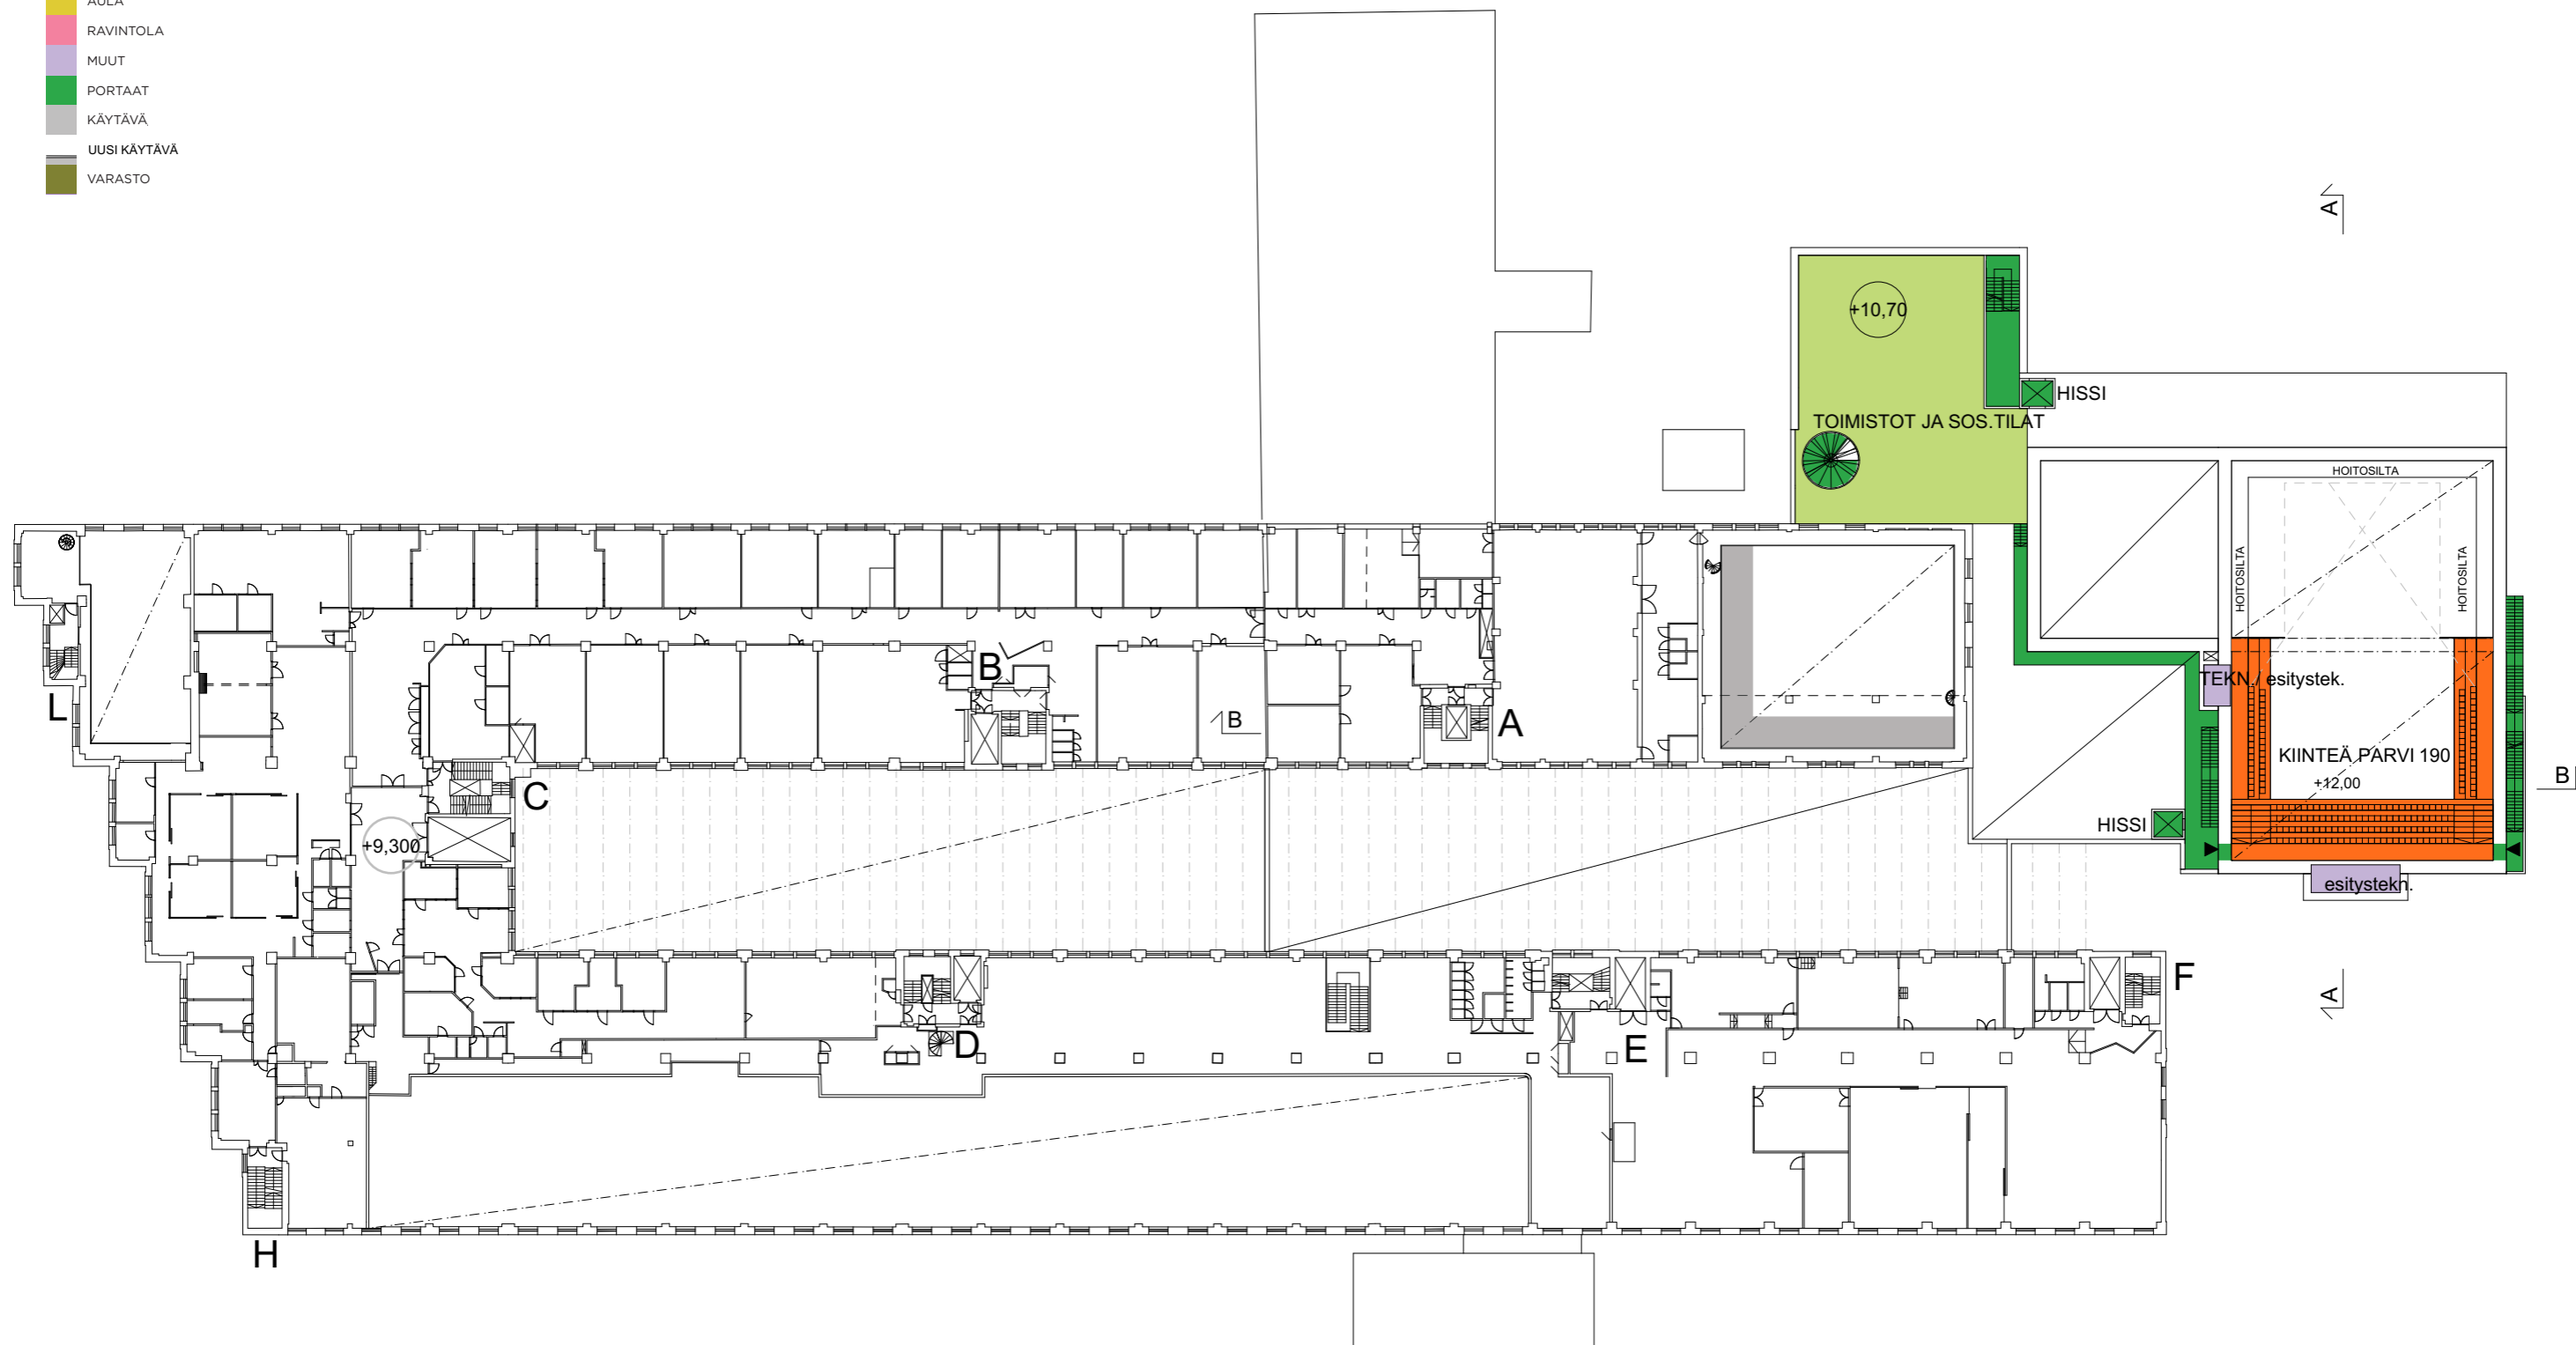 AULA
RAVINTOLA
MUUT
PORTAAT
KÄYTÄVÄ
UUSI KÄYTÄVÄ
VARASTO
A
+10,70
HISSI
TOIMISTOT JA SOS.TILAT
HOITOSILTA
HOITOSILTA
HOITOSILTA
B
TEKN./ esitystek.
L
B
A
KIINTEÄ PARVI 190
+12,00
B
C
HISSI
+9,300
esitystekn.
F
A
D
E
H